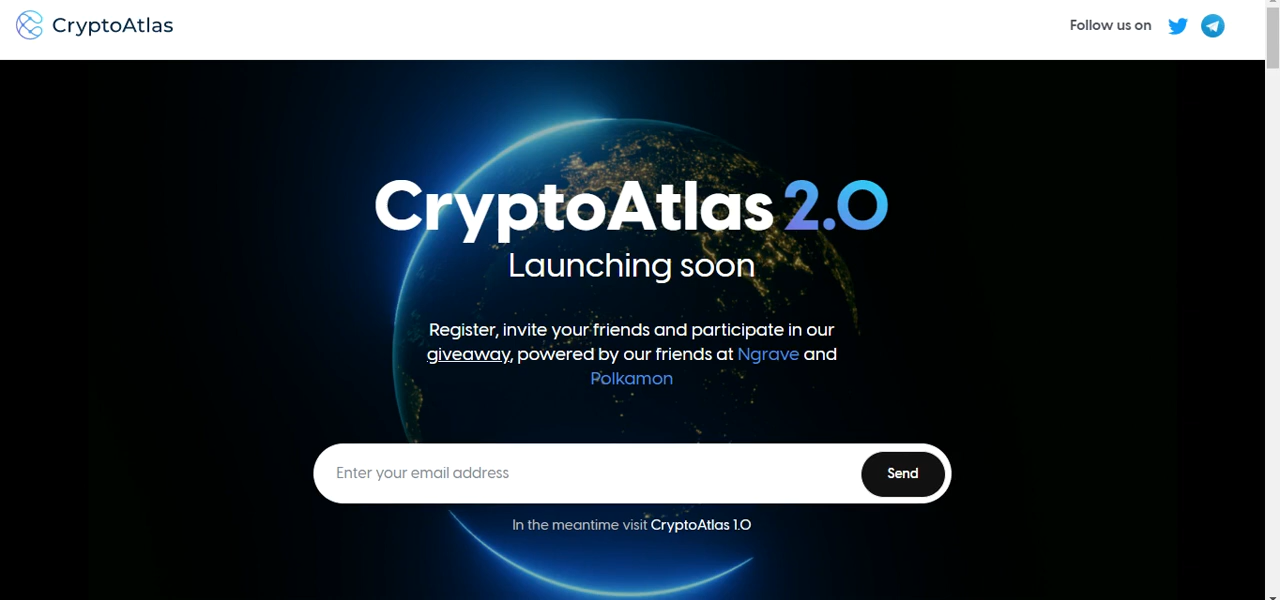 CryptoAtlas
Follow us on
CryptoAtlas 2.0
Launching soon
Register, invite your friends and participate in our
giveaway, powered by our friends at Ngrave and
Polkamon
Enter your email address
Send
In the meantime visit CryptoAtlas 1.0